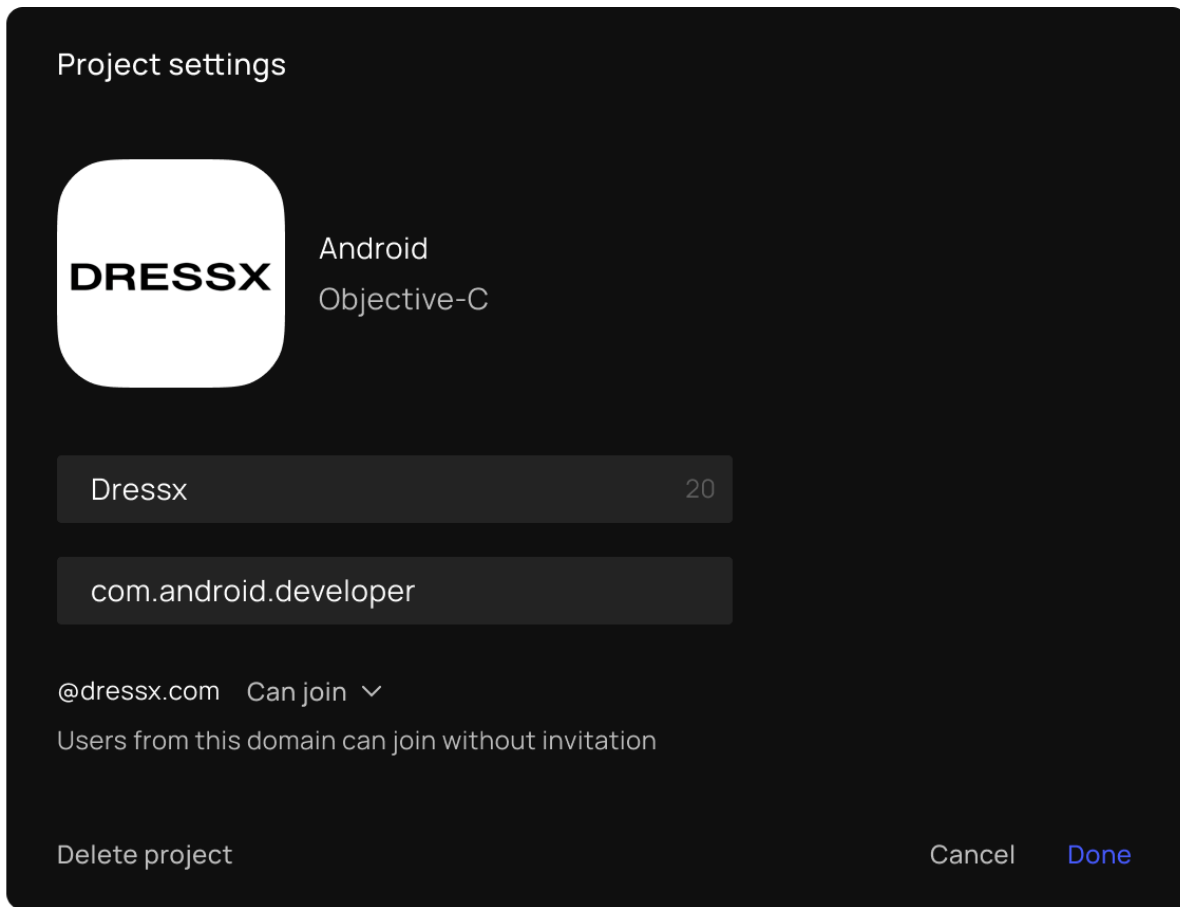 Project settings
DRESSX
Android
Objective-C
Dressx 20
com.android.developer
@dressx.com Can join
Users from this domain can join without invitation
Delete project Cancel Done